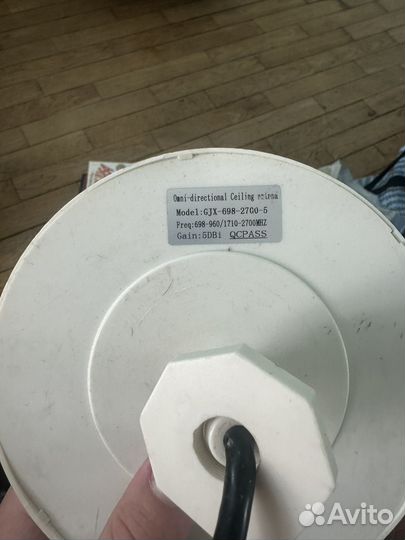 Omni-directional Ceiling
Model:GJX-698-2700-5
Freq:698-960/1710-2700MHZ
Gain:5DBi QCPASS
Avito